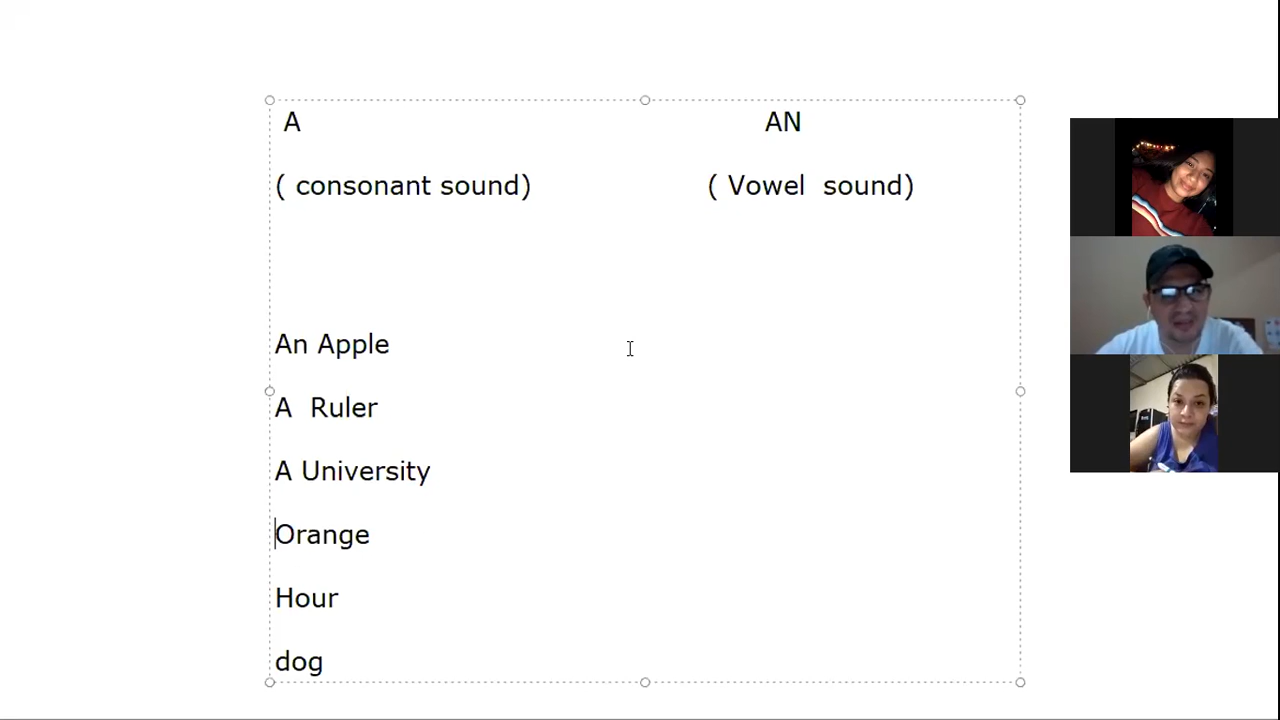 A AN
( consonant sound) ( Vowel sound)
An Apple
A Ruler
A University
Orange
Hour
dog